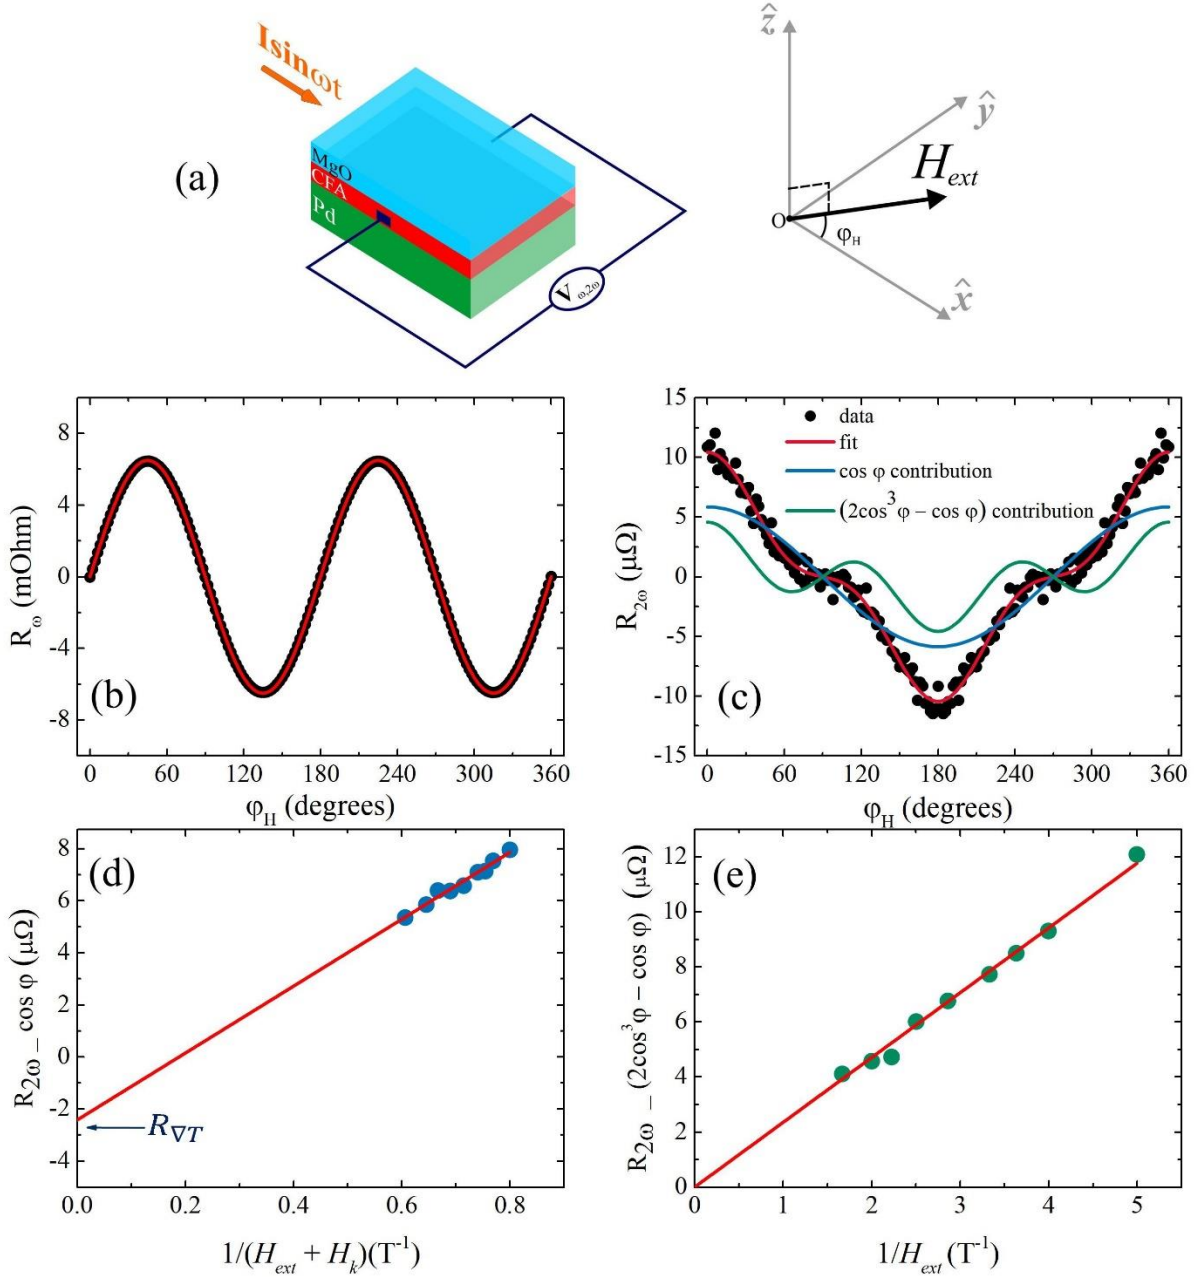 (a)
Isinωt
MgO
CFA
Pd
V ω,2ω
ẑ
ŷ
H_ext
O
φ_H
x̂
R_ω (mOhm)
8
4
0
-4
-8
(b)
0 60 120 180 240 300 360
φ_H (degrees)
R_2ω (μΩ)
15
10
5
0
-5
-10
-15
data
fit
cos φ contribution
(2cos³φ – cos φ) contribution
(c)
0 60 120 180 240 300 360
φ_H (degrees)
R_2ω _ cos φ (μΩ)
8
6
4
2
0
-2
-4
(d)
R_∇T
0.0 0.2 0.4 0.6 0.8
1/(H_ext + H_k)(T⁻¹)
R_2ω _ (2cos³φ – cos φ) (μΩ)
12
10
8
6
4
2
0
(e)
0 1 2 3 4 5
1/H_ext (T⁻¹)